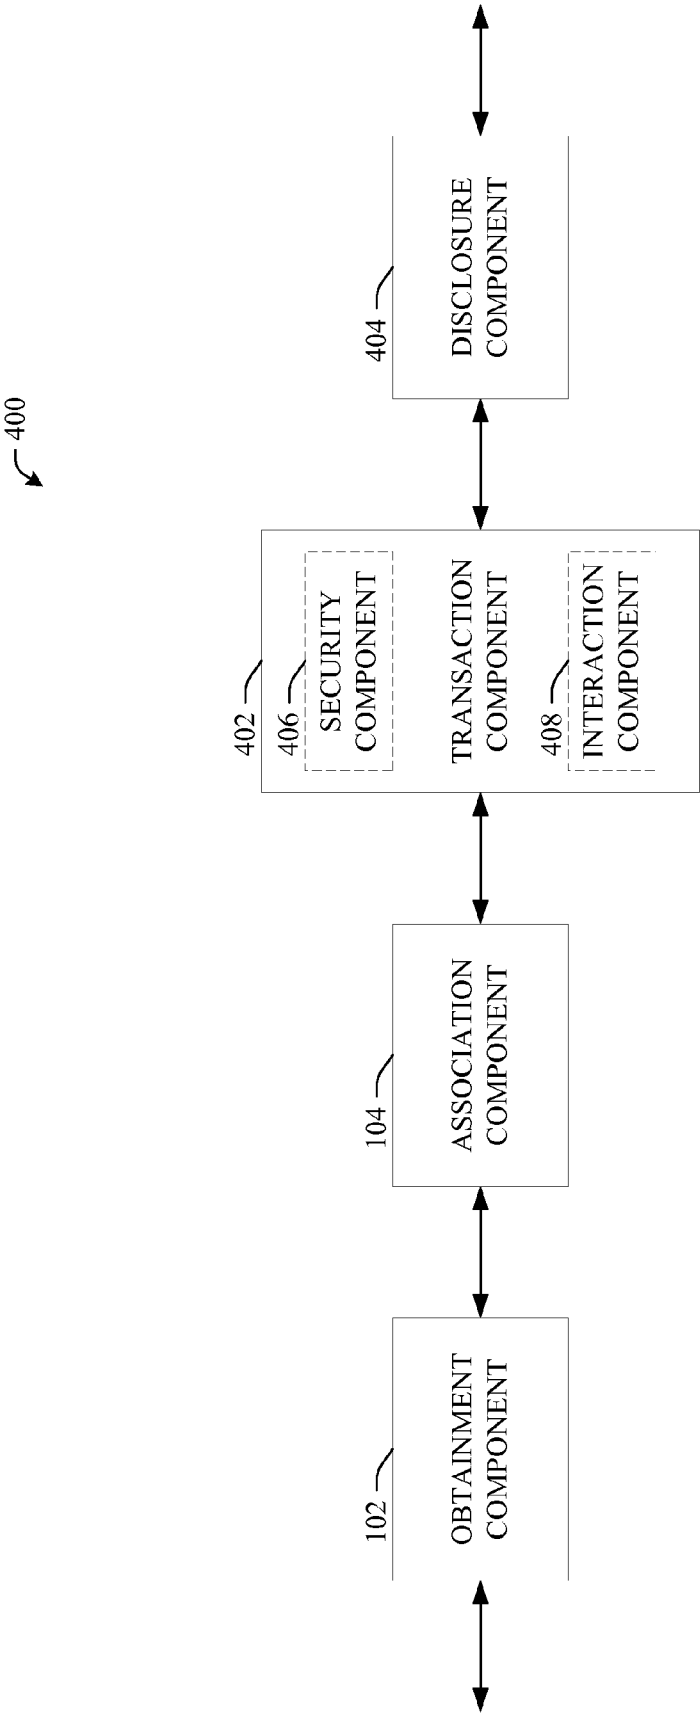 400
102
OBTAINMENT
COMPONENT
104
ASSOCIATION
COMPONENT
402
406
SECURITY
COMPONENT
TRANSACTION
COMPONENT
408
INTERACTION
COMPONENT
404
DISCLOSURE
COMPONENT